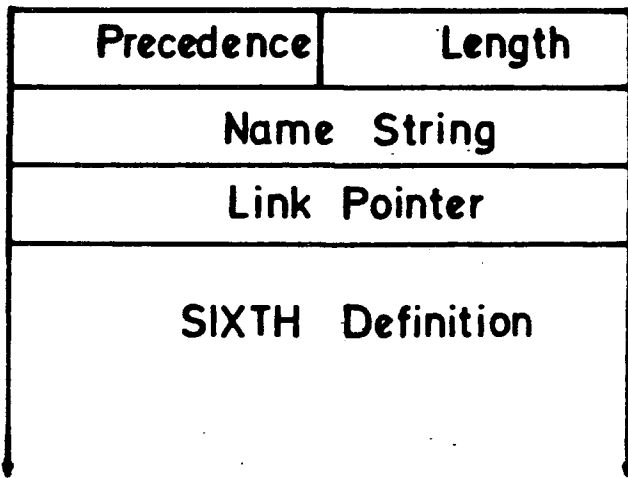 Precedence Length
Name String
Link Pointer
SIXTH Definition